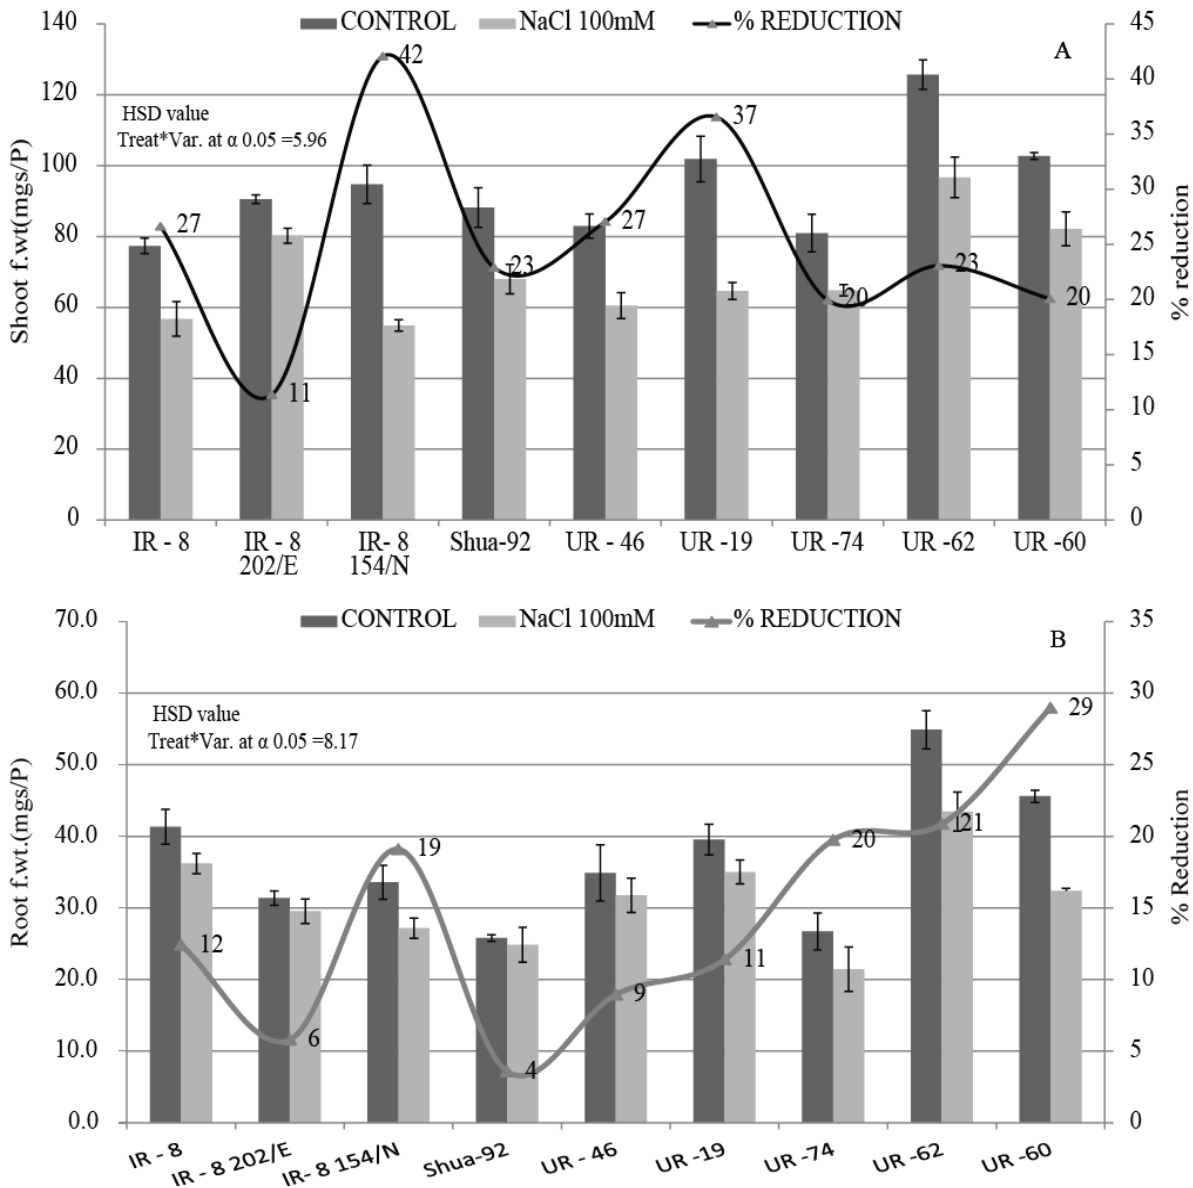 CONTROL NaCl 100mM % REDUCTION
A
HSD value
Treat*Var. at α 0.05 =5.96
Shoot f.wt(mgs/P)
140
120
100
80
60
40
20
0
27 11 42 23 27 37 20 23 20
45
40
35
30
25
20
15
10
5
0
% reduction
IR - 8 IR - 8 202/E IR- 8 154/N Shua-92 UR - 46 UR -19 UR -74 UR -62 UR -60
CONTROL NaCl 100mM % REDUCTION
B
HSD value
Treat*Var. at α 0.05 =8.17
Root f.wt.(mgs/P)
70.0
60.0
50.0
40.0
30.0
20.0
10.0
0.0
12 6 19 4 9 11 20 21 29
35
30
25
20
15
10
5
0
% Reduction
IR - 8 IR - 8 202/E IR- 8 154/N Shua-92 UR - 46 UR -19 UR -74 UR -62 UR -60